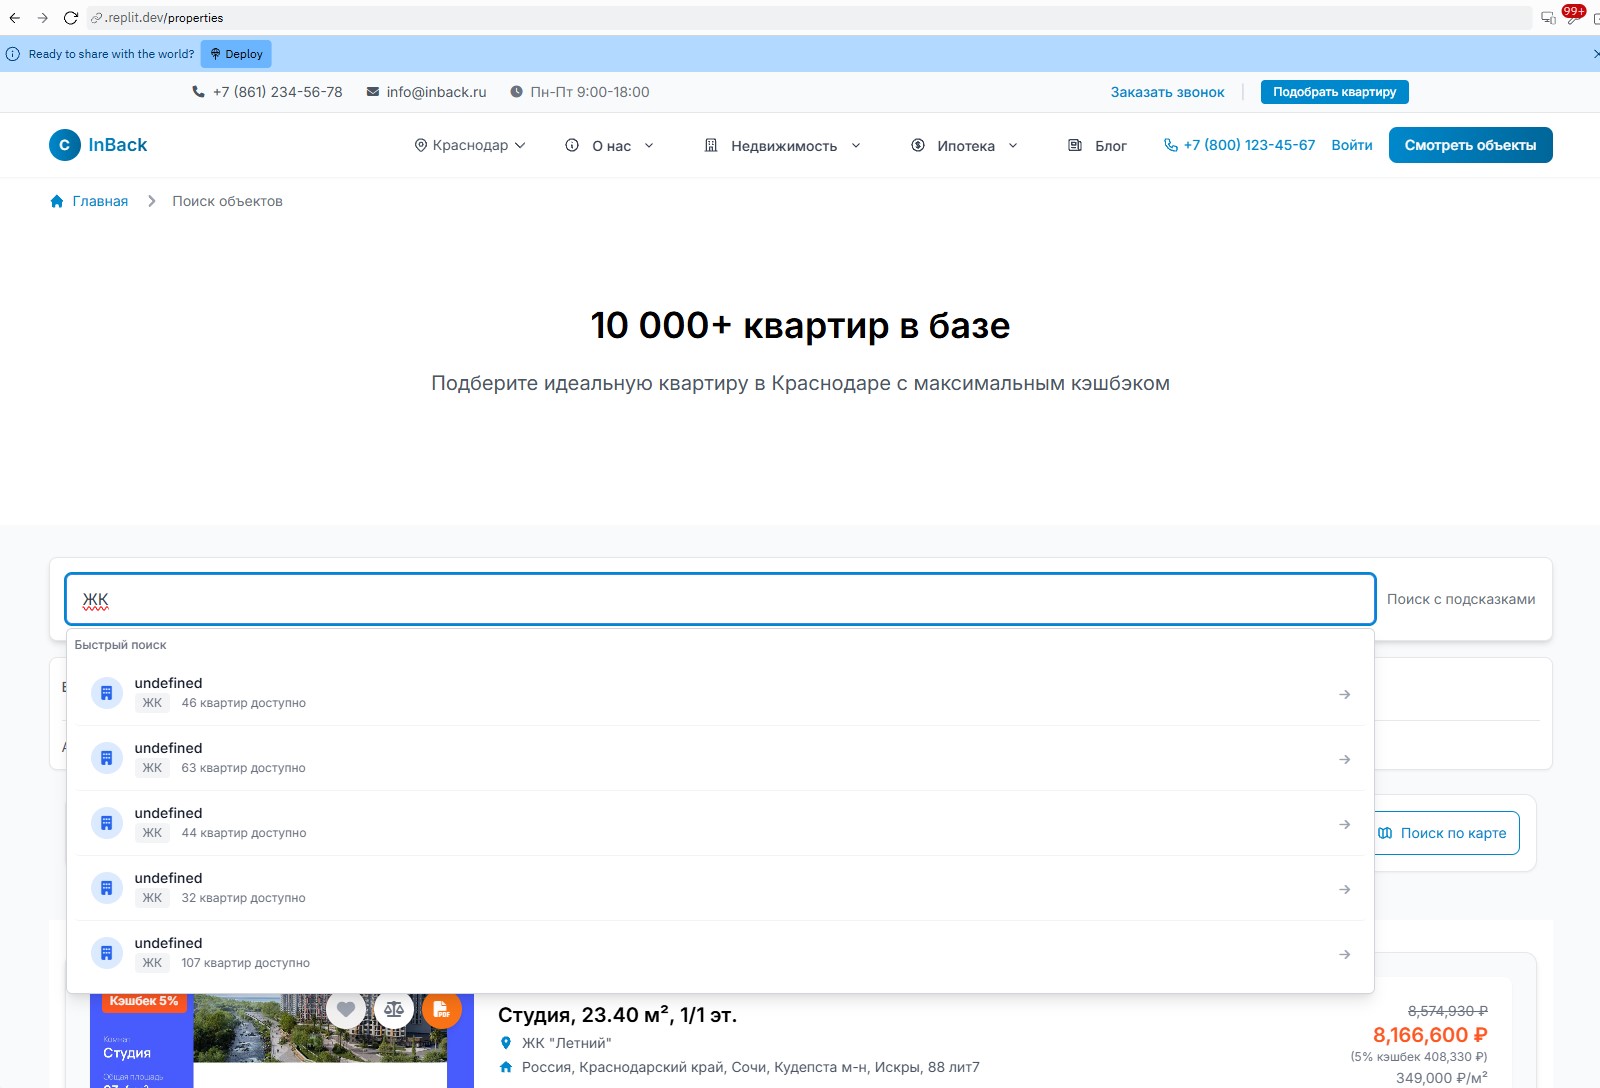 .replit.dev/properties
99+
Ready to share with the world? Deploy
+7 (861) 234-56-78 info@inback.ru Пн-Пт 9:00-18:00 Заказать звонок Подобрать квартиру
C InBack Краснодар О нас Недвижимость Ипотека Блог +7 (800) 123-45-67 Войти Смотреть объекты
Главная Поиск объектов
10 000+ квартир в базе
Подберите идеальную квартиру в Краснодаре с максимальным кэшбэком
ЖК Поиск с подсказками
Быстрый поиск
undefined
ЖК 46 квартир доступно
undefined
ЖК 63 квартир доступно
undefined
ЖК 44 квартир доступно
Поиск по карте
undefined
ЖК 32 квартир доступно
undefined
ЖК 107 квартир доступно
Кэшбек 5%
PDF
Комнат
Студия
Общая площадь
Студия, 23.40 м², 1/1 эт.
ЖК "Летний"
Россия, Краснодарский край, Сочи, Кудепста м-н, Искры, 88 лит7
8,574,930 ₽
8,166,600 ₽
(5% кэшбек 408,330 ₽)
349,000 ₽/м²